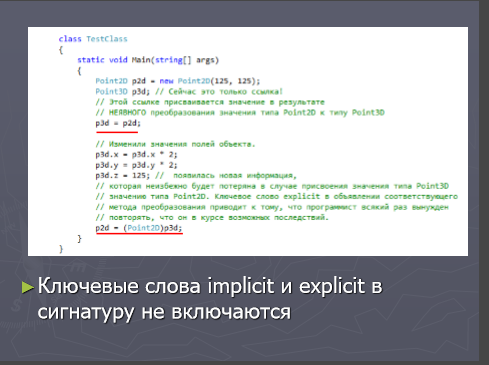 class TestClass
{
static void Main(string[] args)
{
Point2D p2d = new Point2D(125, 125);
Point3D p3d; // Сейчас это только ссылка!
// Этой ссылке присваивается значение в результате
// НЕЯВНОГО преобразования значения типа Point2D к типу Point3D
p3d = p2d;
// Изменили значения полей объекта.
p3d.x = p3d.x * 2;
p3d.y = p3d.y * 2;
p3d.z = 125; // появилась новая информация,
// которая неизбежно будет потеряна в случае присвоения значения типа Point3D
// значению типа Point2D. Ключевое слово explicit в объявлении соответствующего
// метода преобразования приводит к тому, что программист всякий раз вынужден
// повторять, что он в курсе возможных последствий.
p2d = (Point2D)p3d;
}
}
Ключевые слова implicit и explicit в
сигнатуру не включаются